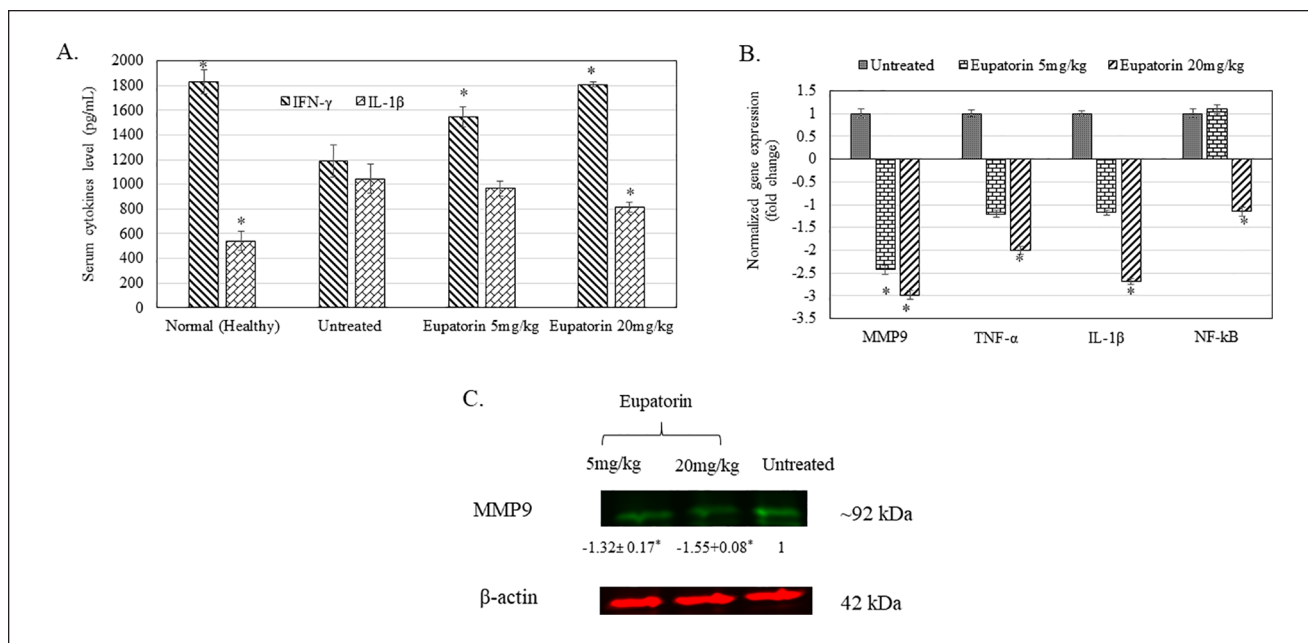 A.
Serum cytokines level (pg/mL)
2000
1800
1600
1400
1200
1000
800
600
400
200
0
IFN-γ IL-1β
*
*
*
*
*
Normal (Healthy) Untreated Eupatorin 5mg/kg Eupatorin 20mg/kg
B.
Untreated Eupatorin 5mg/kg Eupatorin 20mg/kg
Normalized gene expression
(fold change)
1.5
1
0.5
0
-0.5
-1
-1.5
-2
-2.5
-3
-3.5
*
*
*
*
*
MMP9 TNF-α IL-1β NF-kB
C.
Eupatorin
5mg/kg 20mg/kg Untreated
MMP9 ~92 kDa
-1.32± 0.17* -1.55+0.08* 1
β-actin 42 kDa